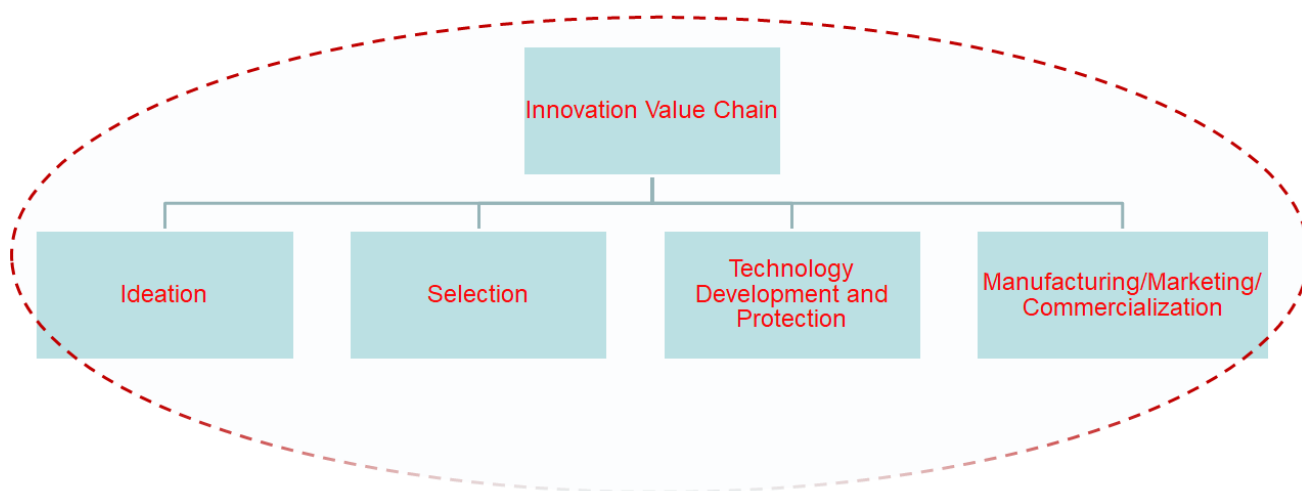 Innovation Value Chain
Ideation
Selection
Technology
Development and
Protection
Manufacturing/Marketing/
Commercialization